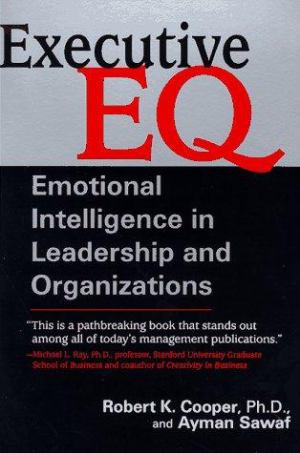 Executive
EQ
Emotional
Intelligence in
Leadership and
Organizations
"This is a pathbreaking book that stands out
among all of today's management publications."
—Michael L. Ray, Ph.D., professor, Stanford University Graduate
School of Business and coauthor of Creativity in Business
Robert K. Cooper, Ph.D.,
and Ayman Sawaf